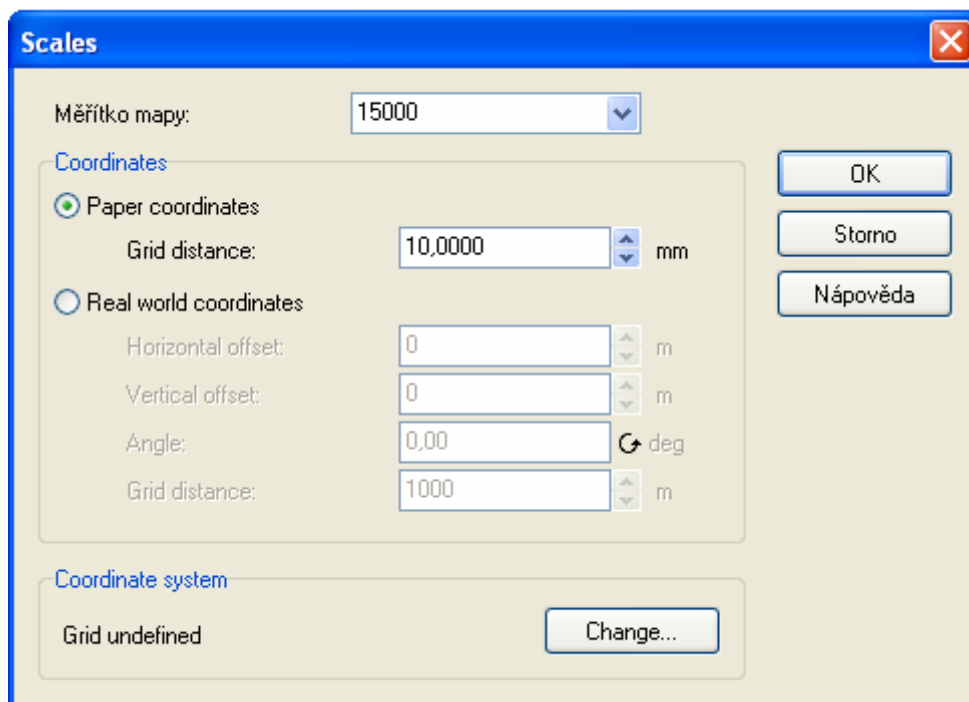 Scales
Měřítko mapy: 15000
Coordinates
Paper coordinates
Grid distance: 10,0000 mm
Real world coordinates
Horizontal offset: 0 m
Vertical offset: 0 m
Angle: 0,00 deg
Grid distance: 1000 m
Coordinate system
Grid undefined Change...
OK
Storno
Nápověda